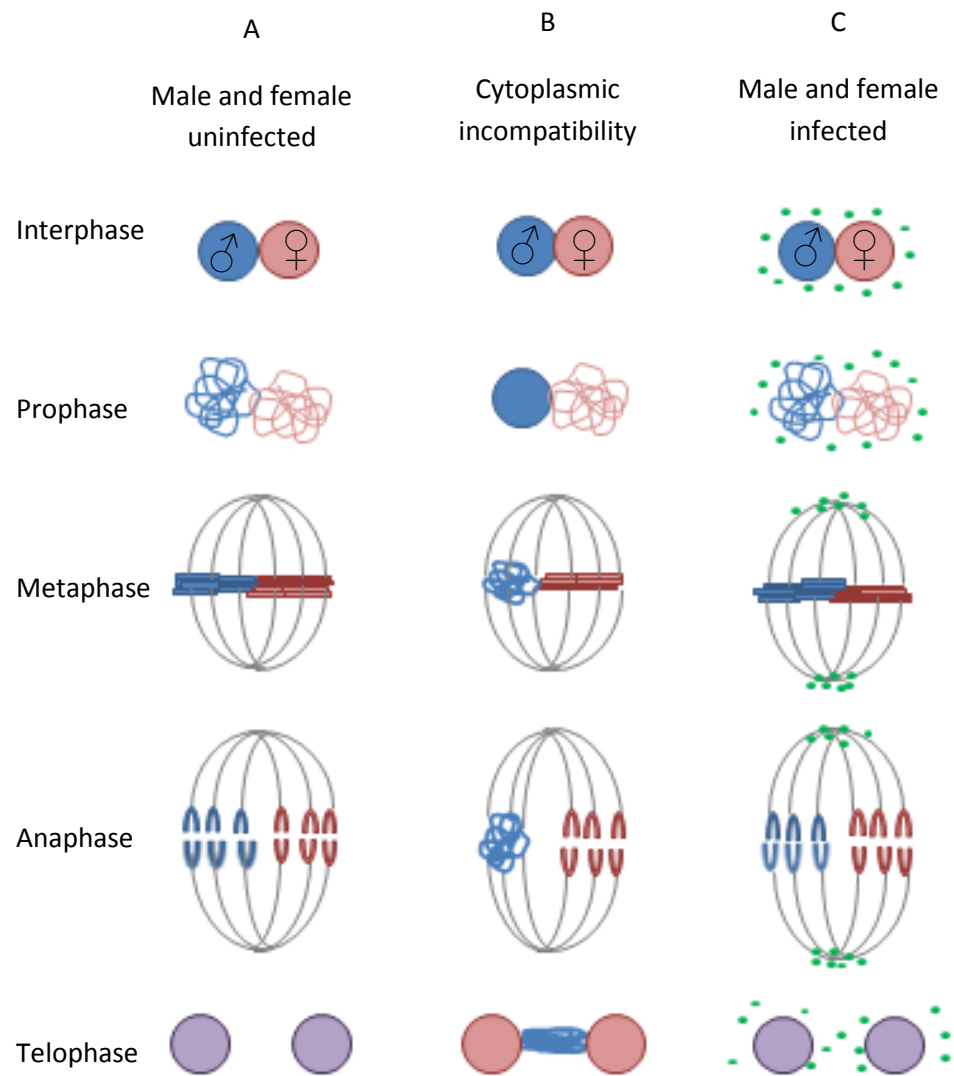 A
B
C
Male and female
uninfected
Cytoplasmic
incompatibility
Male and female
infected
Interphase
♂ ♀
♂ ♀
♂ ♀
Prophase
Metaphase
Anaphase
Telophase